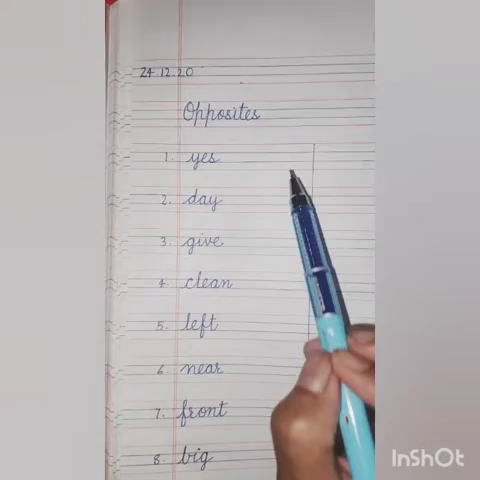 24.12.20
Opposites
1. yes
2. day
3. give
4. clean
5. left
6. near
7. front
8. big
InShOt